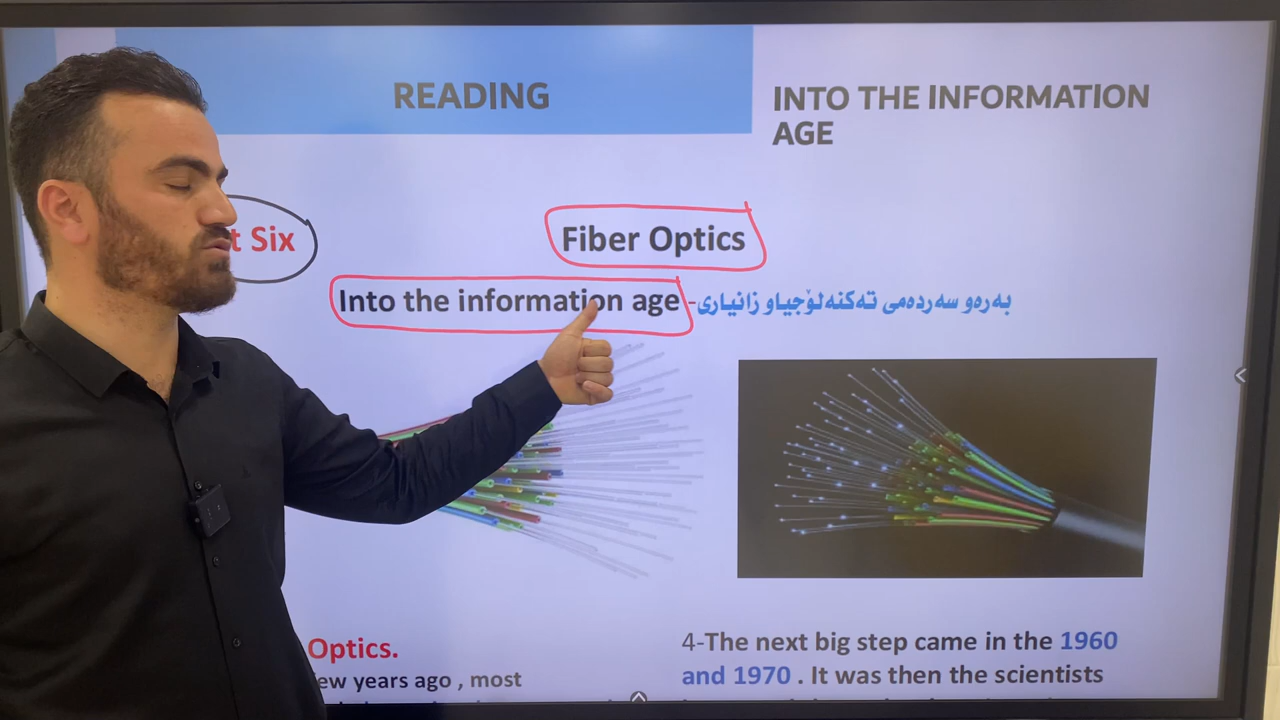 READING
INTO THE INFORMATION
AGE
Six
Fiber Optics
Into the information age -بەرەو سەردەمی تەکنەلۆجیاو زانیاری
Optics.
years ago , most
4-The next big step came in the 1960
and 1970 . It was then the scientists